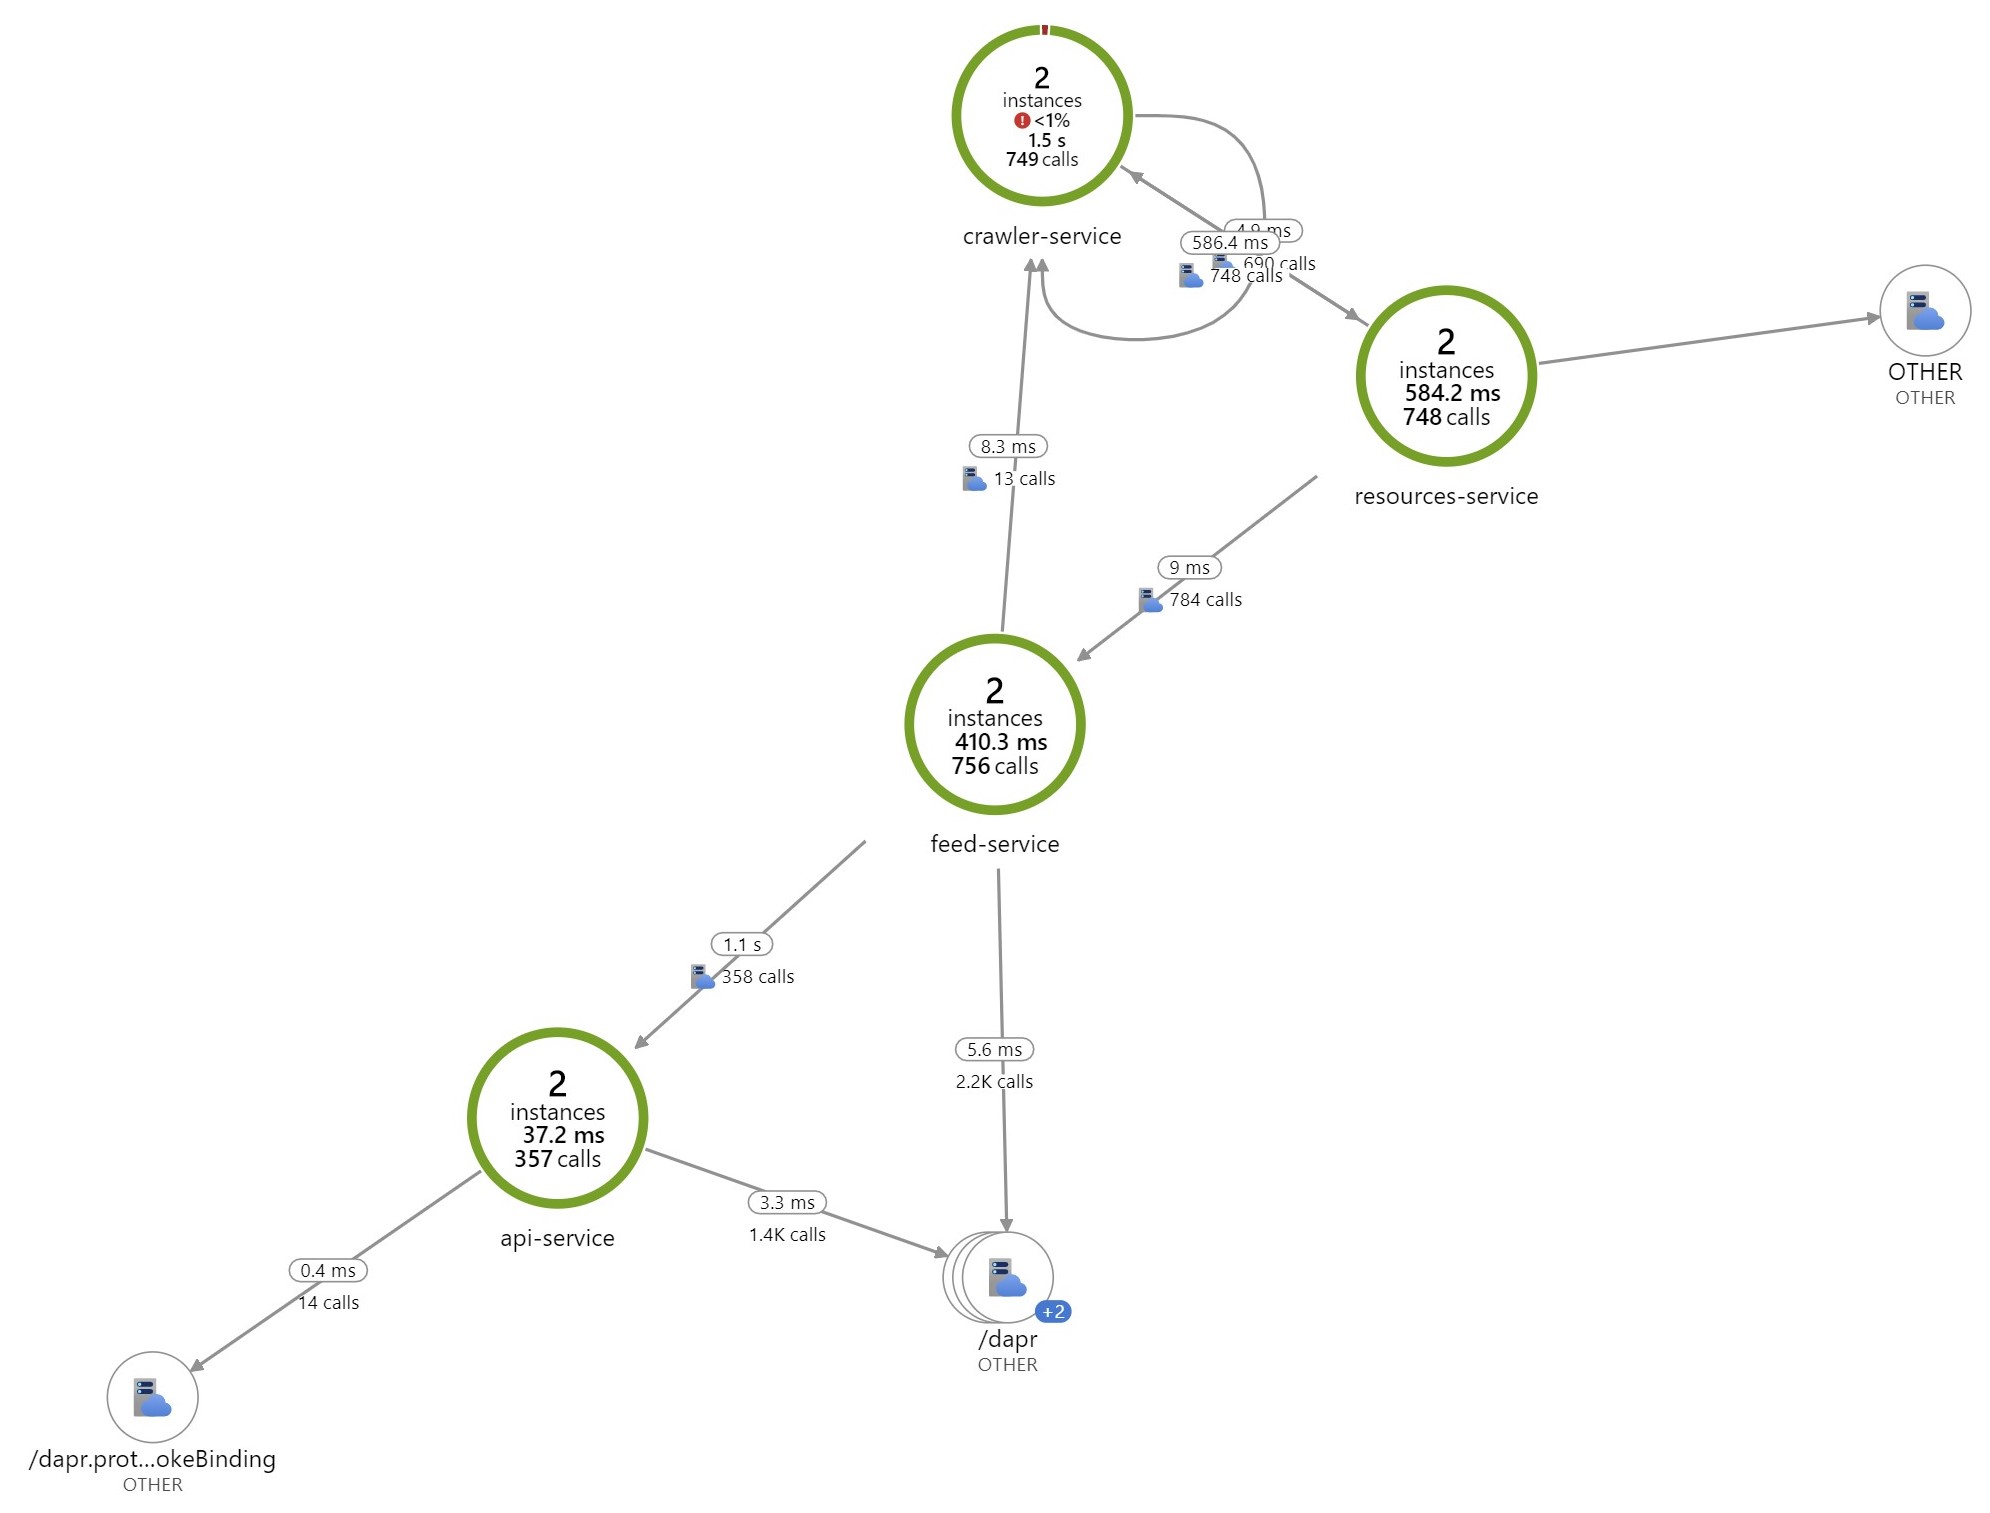 2
instances
<1%
1.5 s
749 calls
crawler-service
4.9 ms
586.4 ms
690 calls
748 calls
2
instances
584.2 ms
748 calls
resources-service
OTHER
OTHER
8.3 ms
13 calls
9 ms
784 calls
2
instances
410.3 ms
756 calls
feed-service
1.1 s
358 calls
5.6 ms
2.2K calls
2
instances
37.2 ms
357 calls
api-service
3.3 ms
1.4K calls
0.4 ms
14 calls
+2
/dapr
OTHER
/dapr.prot...okeBinding
OTHER